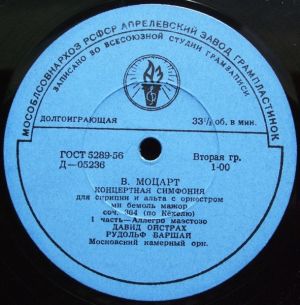 МОСОБЛСОВНАРХОЗ РСФСР АПРЕЛЕВСКИЙ ЗАВОД ГРАМПЛАСТИНОК
ЗАПИСАНО ВО ВСЕСОЮЗНОЙ СТУДИИ ГРАМЗАПИСИ
ДОЛГОИГРАЮЩАЯ
33⅓ об. в мин.
ГОСТ 5289-56
Д—05236
Вторая гр.
1-00
В. МОЦАРТ
КОНЦЕРТНАЯ СИМФОНИЯ
для скрипки и альта с оркестром
ми бемоль мажор
соч. 364 (по Кёхелю)
1 часть—Аллегро маэстозо
ДАВИД ОЙСТРАХ
РУДОЛЬФ БАРШАЙ
Московский камерный орк.